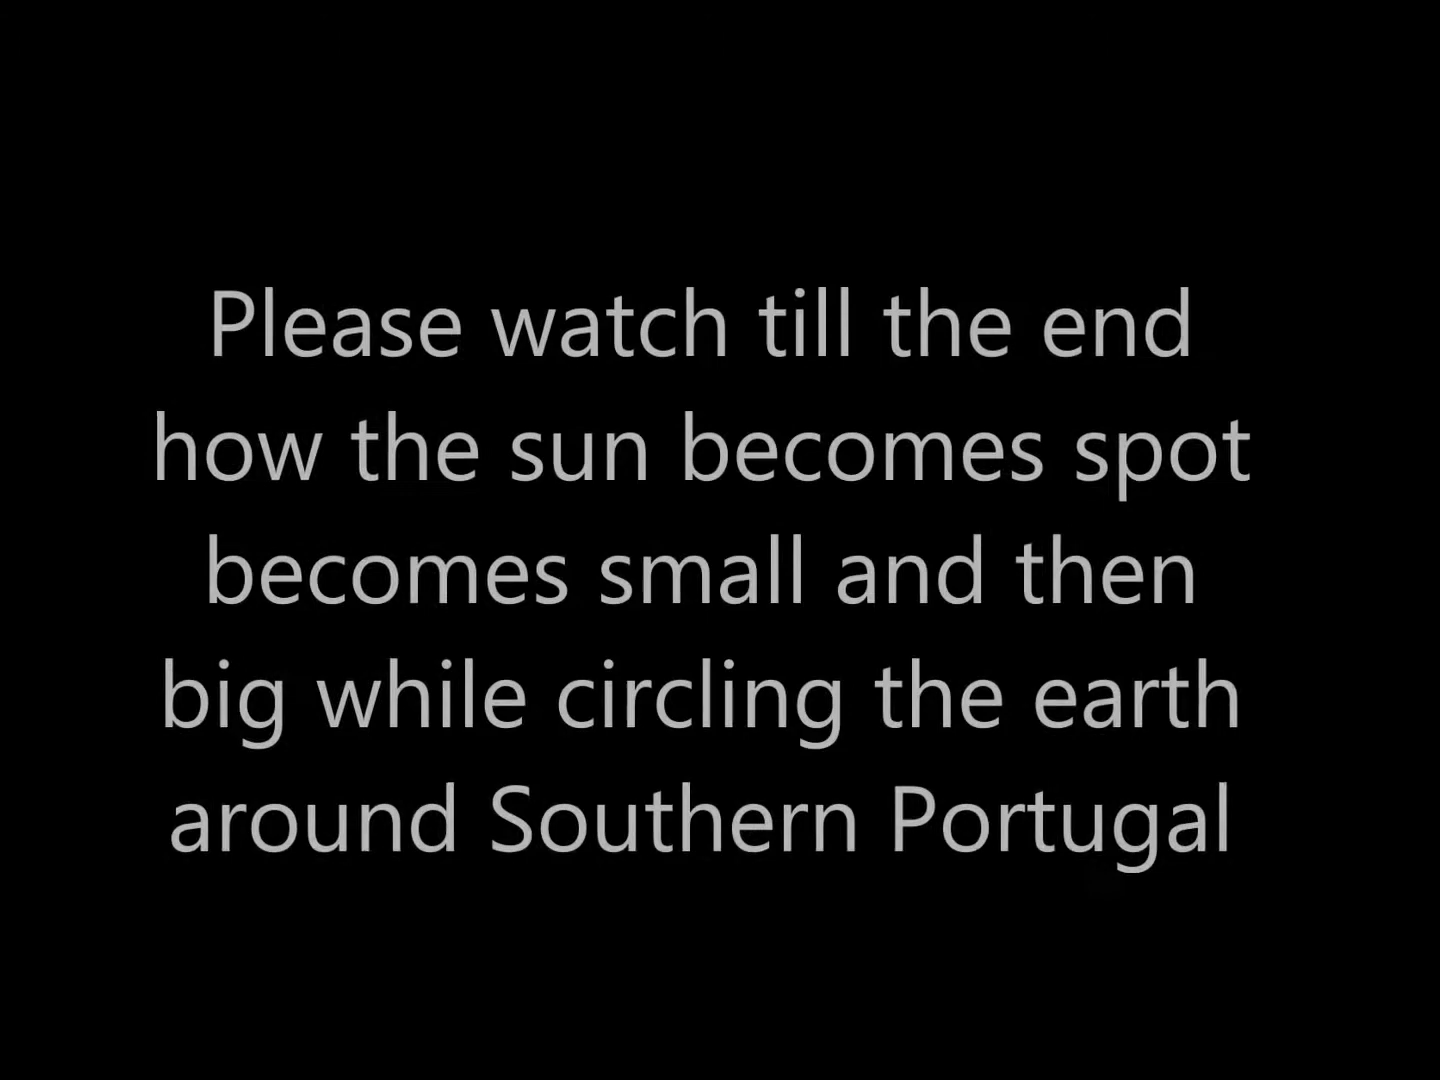 Please watch till the end
how the sun becomes spot
becomes small and then
big while circling the earth
around Southern Portugal